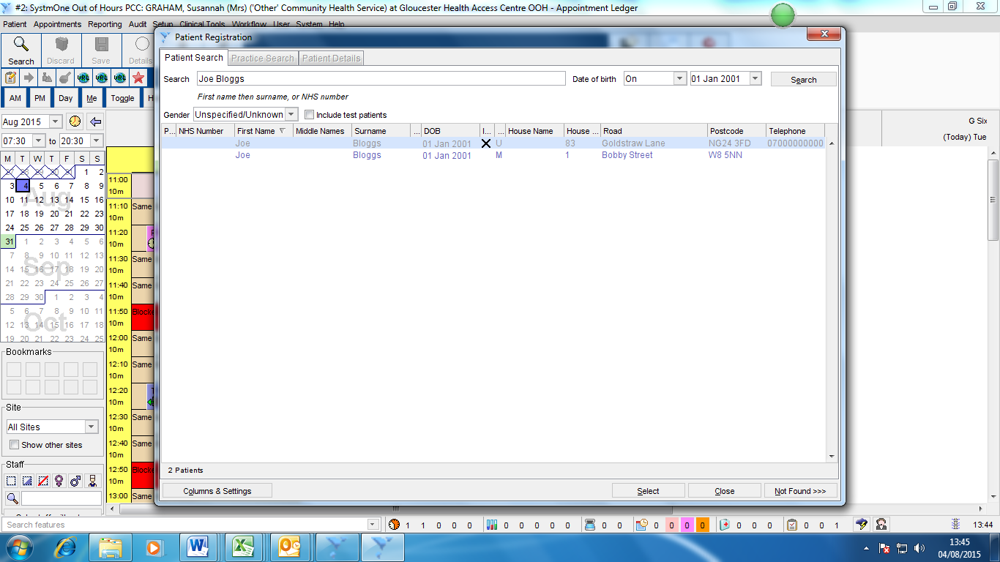 #2: SystmOne Out of Hours PCC: GRAHAM, Susannah (Mrs) ('Other' Community Health Service) at Gloucester Health Access Centre OOH - Appointment Ledger
Patient Appointments Reporting Audit Setup Clinical Tools Workflow User System Help
Search Discard Save Details
URL URL URL
AM PM Day Me Toggle H
Aug 2015
07:30 to 20:30
M T W T F S S
1 2
3 4 5 6 7 8 9
10 11 12 13 14 15 16
17 18 19 20 21 22 23
24 25 26 27 28 29 30
31 1 2 3 4 5 6
7 8 9 10 11 12 13
14 15 16 17 18 19 20
21 22 23 24 25 26 27
28 29 30 1 2 3 4
5 6 7 8 9 10 11
12 13 14 15 16 17 18
19 20 21 22 23 24 25
Aug
Sep
Oct
Bookmarks
Site
All Sites
Show other sites
Staff
11:00
10m
11:10 Same
10m
11:20
10m
11:30 Same
10m
11:40 Same
10m
11:50 Blocke
10m
12:00 Same
10m
12:10 Same
10m
12:20
10m
12:30 Same
10m
12:40 Same
10m
12:50 Blocke
10m
13:00 Same
Patient Registration
Patient Search Practice Search Patient Details
Search Joe Bloggs Date of birth On 01 Jan 2001 Search
First name then surname, or NHS number
Gender Unspecified/Unknown Include test patients
P... NHS Number First Name Middle Names Surname ... DOB I... ... House Name House ... Road Postcode Telephone
Joe Bloggs 01 Jan 2001 U 83 Goldstraw Lane NG24 3FD 07000000000
Joe Bloggs 01 Jan 2001 M 1 Bobby Street W8 5NN
2 Patients
Columns & Settings Select Close Not Found >>>
G Six
(Today) Tue
Search features
1 1 0 0 0 0 0 0 0 0 0 0 0 0 0 0 0 0 0 0 0 1 13:44
13:45
04/08/2015